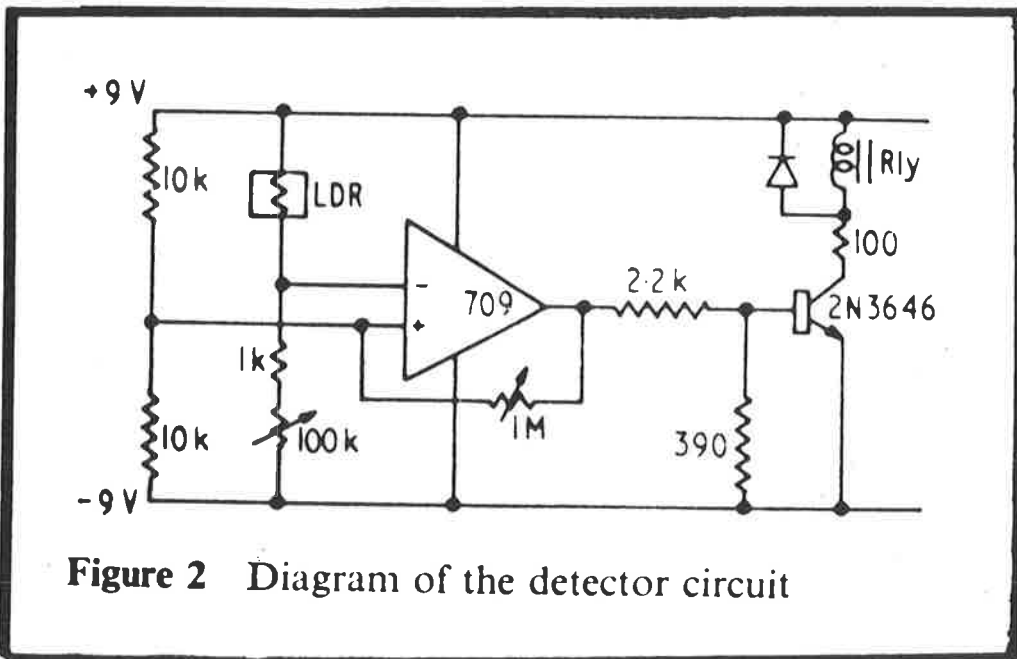 +9 V
10k
LDR
Rly
100
-
709
+
2·2k
2N3646
1k
1M
10k
100k
390
-9 V
Figure 2 Diagram of the detector circuit